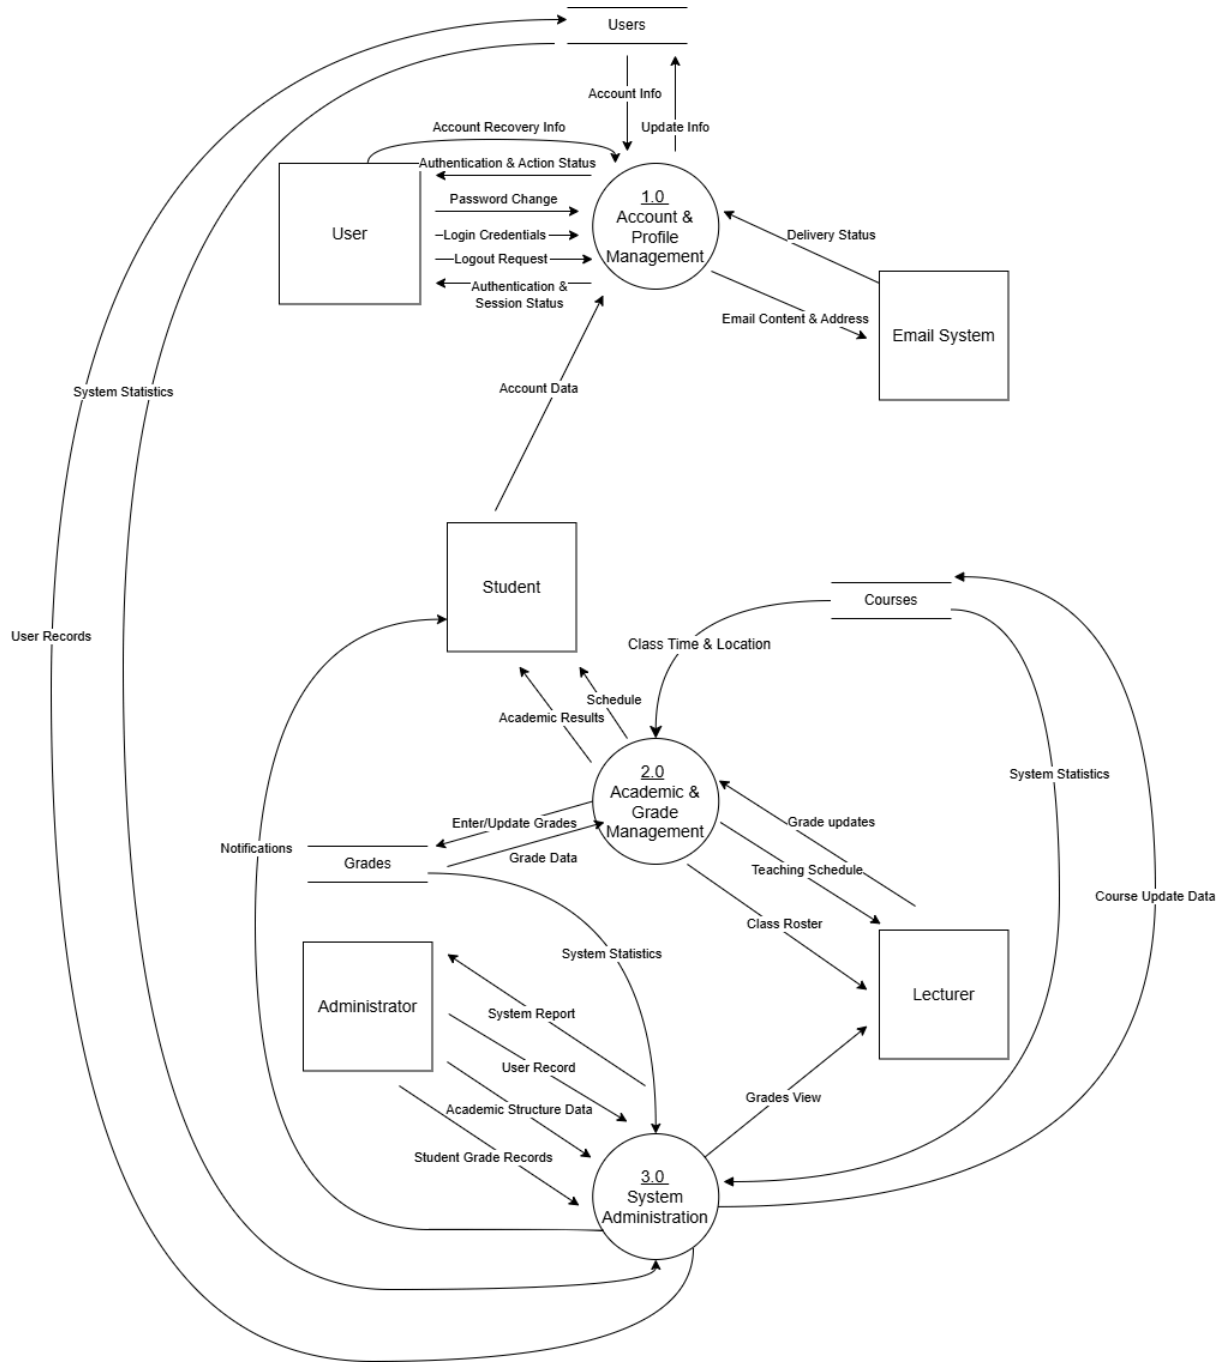 Users
Account Info
Update Info
Account Recovery Info
Authentication & Action Status
Password Change
Login Credentials
Logout Request
Authentication &
Session Status
User
1.0
Account &
Profile
Management
Delivery Status
Email Content & Address
Email System
System Statistics
Account Data
Student
Courses
User Records
Class Time & Location
Schedule
Academic Results
2.0
Academic &
Grade
Management
System Statistics
Enter/Update Grades
Grade Data
Grade updates
Teaching Schedule
Class Roster
Notifications
Grades
Course Update Data
System Statistics
Administrator
Lecturer
System Report
User Record
Academic Structure Data
Student Grade Records
Grades View
3.0
System
Administration